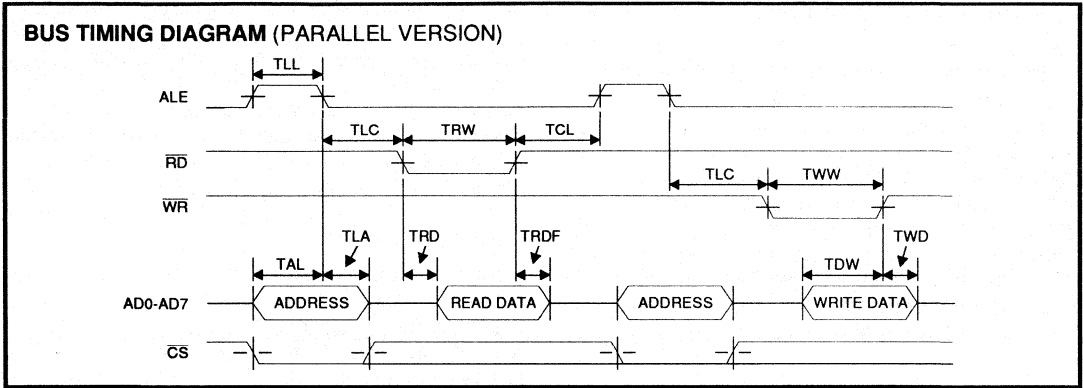 BUS TIMING DIAGRAM (PARALLEL VERSION)
TLL
ALE
TLC TRW TCL
RD
TLC TWW
WR
TLA TRD TRDF TWD
TAL TDW
AD0-AD7 ADDRESS READ DATA ADDRESS WRITE DATA
CS